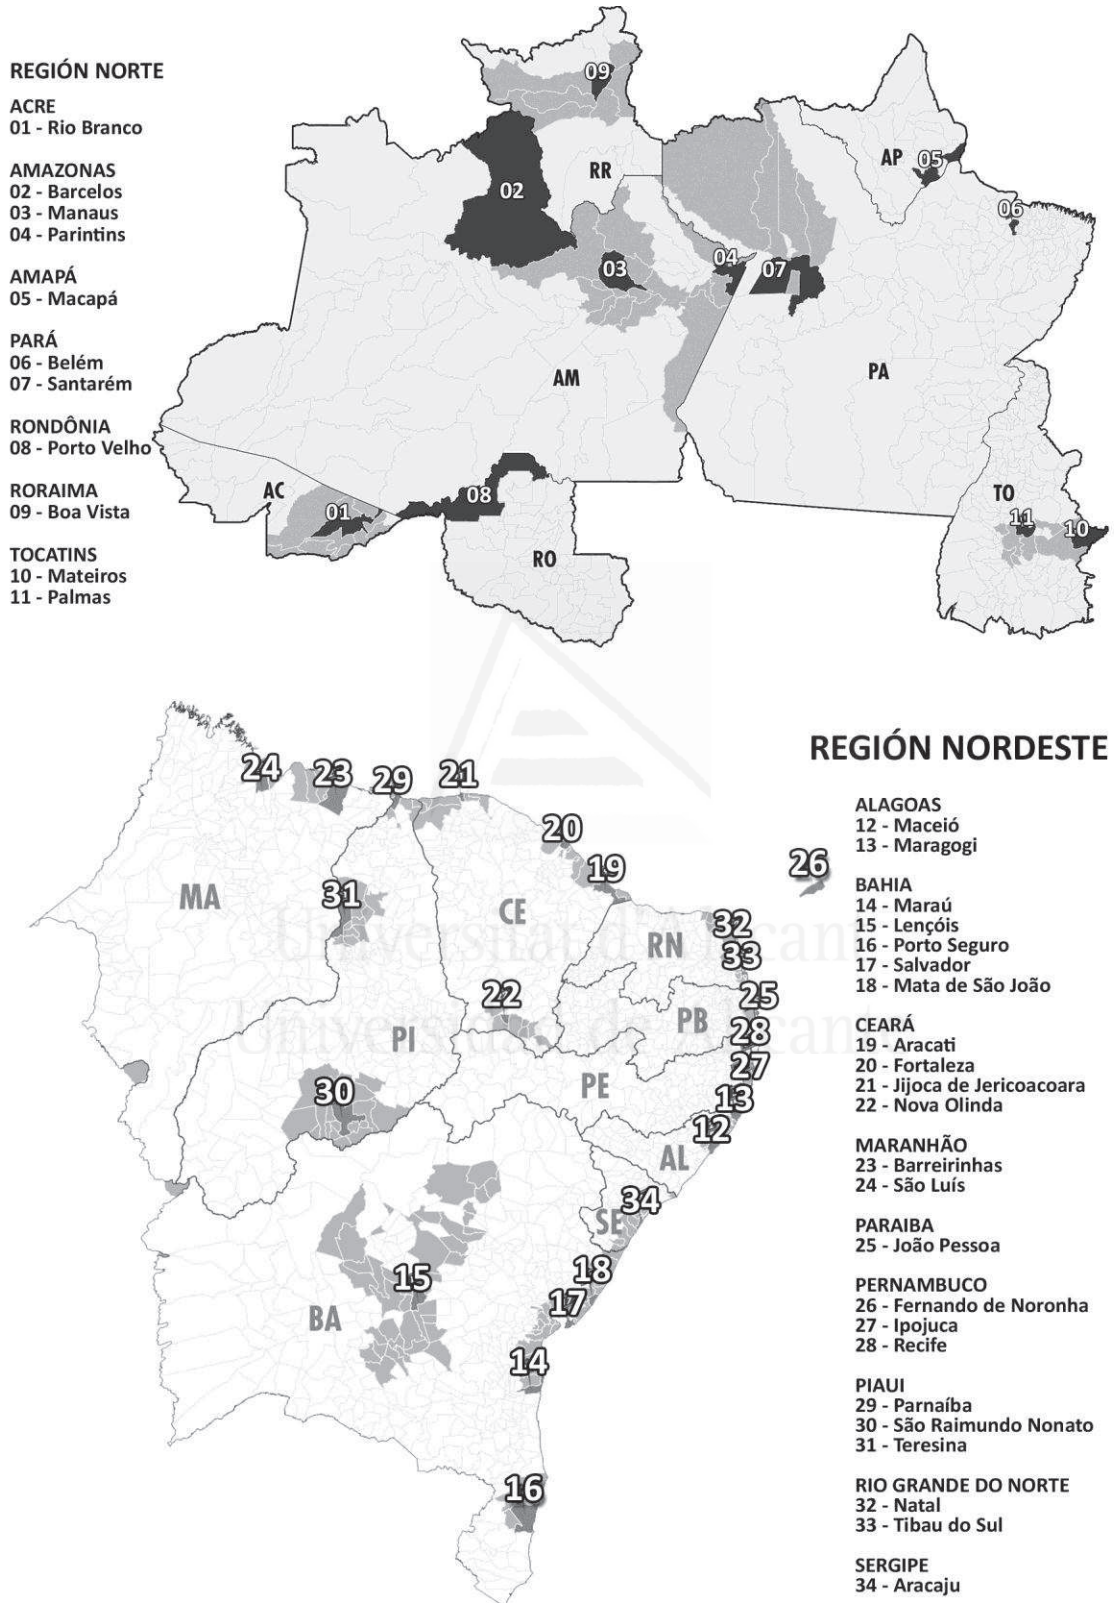 REGIÓN NORTE
ACRE
01 - Rio Branco
AMAZONAS
02 - Barcelos
03 - Manaus
04 - Parintins
AMAPÁ
05 - Macapá
PARÁ
06 - Belém
07 - Santarém
RONDÔNIA
08 - Porto Velho
RORAIMA
09 - Boa Vista
TOCATINS
10 - Mateiros
11 - Palmas
09
02
RR
AP
05
06
03
04
07
AM
PA
AC
01
08
RO
TO
11
10
REGIÓN NORDESTE
ALAGOAS
12 - Maceió
13 - Maragogi
BAHIA
14 - Maraú
15 - Lençóis
16 - Porto Seguro
17 - Salvador
18 - Mata de São João
CEARÁ
19 - Aracati
20 - Fortaleza
21 - Jijoca de Jericoacoara
22 - Nova Olinda
MARANHÃO
23 - Barreirinhas
24 - São Luís
PARAIBA
25 - João Pessoa
PERNAMBUCO
26 - Fernando de Noronha
27 - Ipojuca
28 - Recife
PIAUI
29 - Parnaíba
30 - São Raimundo Nonato
31 - Teresina
RIO GRANDE DO NORTE
32 - Natal
33 - Tibau do Sul
SERGIPE
34 - Aracaju
24
23
29
21
20
19
26
MA
31
CE
RN
32
33
22
25
PI
PB
28
27
PE
30
13
12
AL
34
SE
15
18
17
BA
14
16
Universitat d'Alacant
Universidad de Alicante